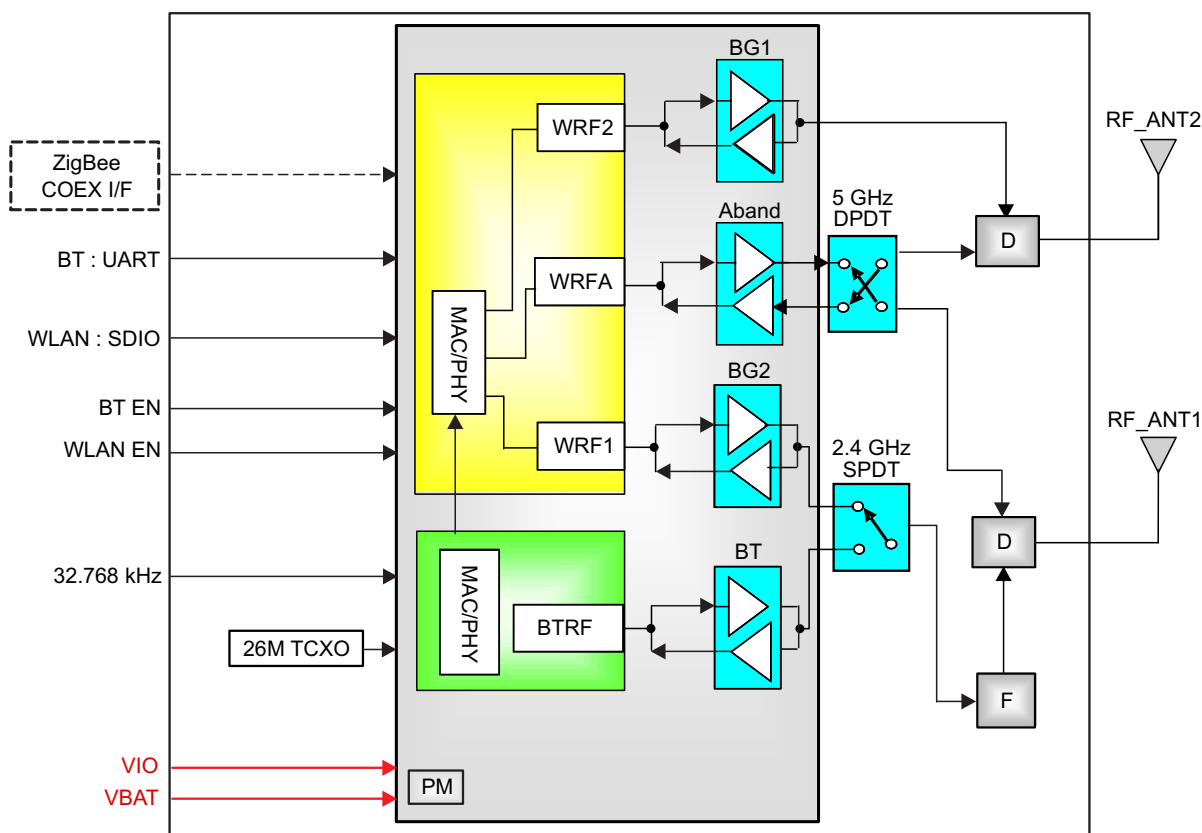 BG1
WRF2
RF_ANT2
ZigBee
COEX I/F
Aband
5 GHz
DPDT
D
BT : UART
WRFA
MAC/PHY
WLAN : SDIO
BG2
BT EN
RF_ANT1
WLAN EN
WRF1
2.4 GHz
SPDT
D
BT
32.768 kHz
MAC/PHY
BTRF
26M TCXO
F
VIO
PM
VBAT